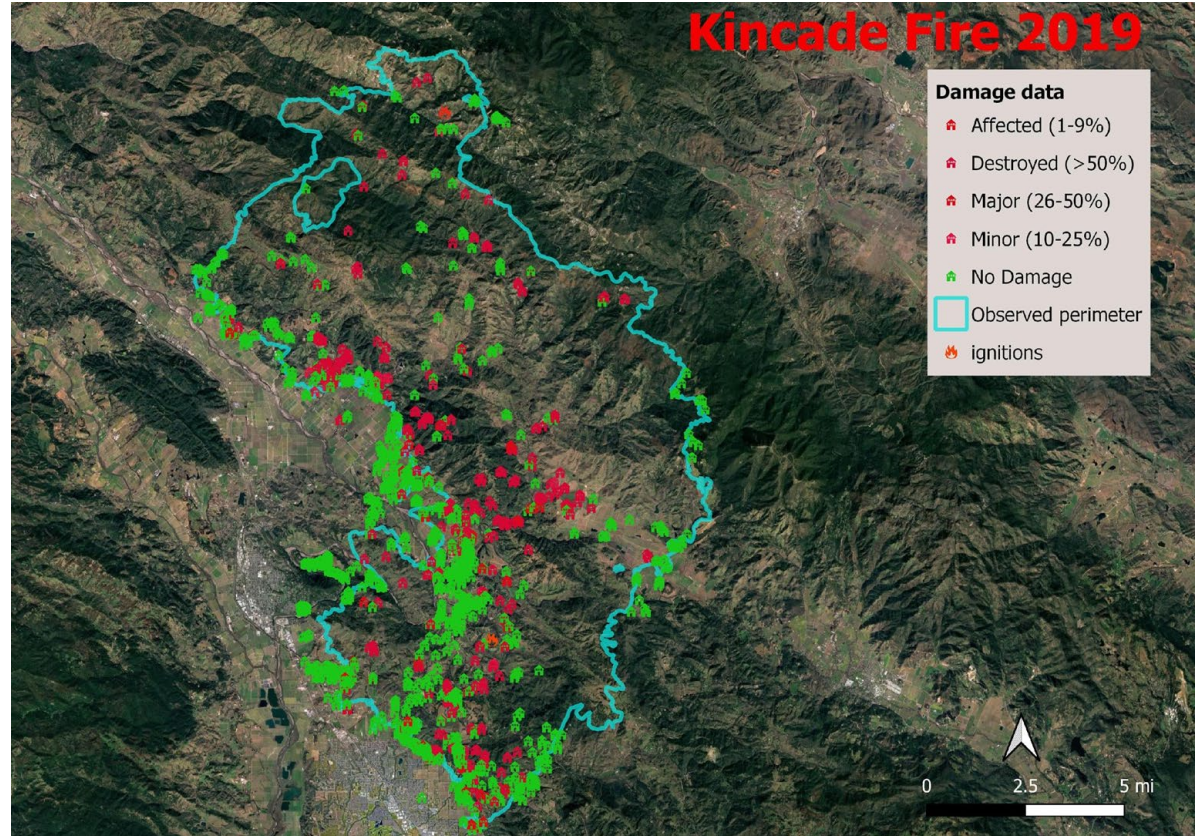 Kincade Fire 2019
Damage data
Affected (1-9%)
Destroyed (>50%)
Major (26-50%)
Minor (10-25%)
No Damage
Observed perimeter
ignitions
0 2.5 5 mi